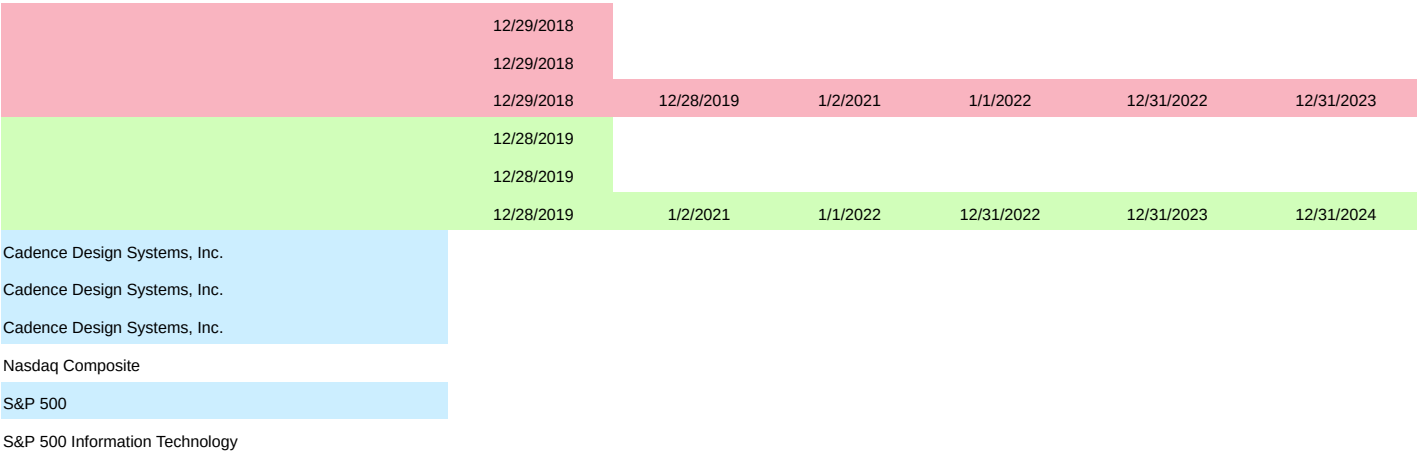 12/29/2018
12/29/2018
12/29/2018 12/28/2019 1/2/2021 1/1/2022 12/31/2022 12/31/2023
12/28/2019
12/28/2019
12/28/2019 1/2/2021 1/1/2022 12/31/2022 12/31/2023 12/31/2024
Cadence Design Systems, Inc.
Cadence Design Systems, Inc.
Cadence Design Systems, Inc.
Nasdaq Composite
S&P 500
S&P 500 Information Technology